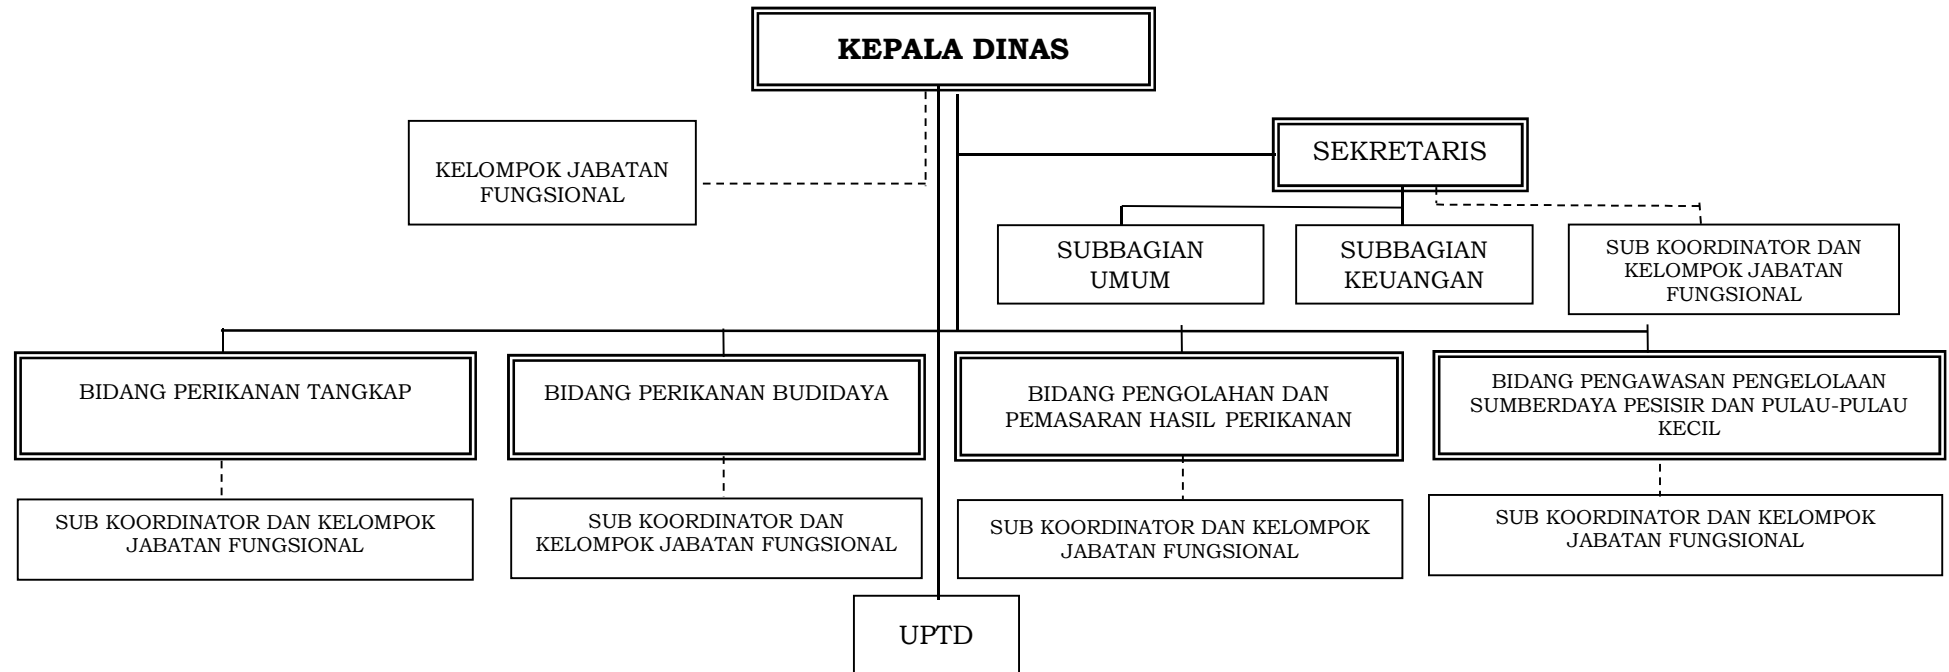 KEPALA DINAS
KELOMPOK JABATAN
FUNGSIONAL
SEKRETARIS
SUBBAGIAN
UMUM
SUBBAGIAN
KEUANGAN
SUB KOORDINATOR DAN
KELOMPOK JABATAN
FUNGSIONAL
BIDANG PERIKANAN TANGKAP
BIDANG PERIKANAN BUDIDAYA
BIDANG PENGOLAHAN DAN
PEMASARAN HASIL PERIKANAN
BIDANG PENGAWASAN PENGELOLAAN
SUMBERDAYA PESISIR DAN PULAU-PULAU
KECIL
SUB KOORDINATOR DAN KELOMPOK
JABATAN FUNGSIONAL
SUB KOORDINATOR DAN
KELOMPOK JABATAN FUNGSIONAL
SUB KOORDINATOR DAN KELOMPOK
JABATAN FUNGSIONAL
SUB KOORDINATOR DAN KELOMPOK
JABATAN FUNGSIONAL
UPTD